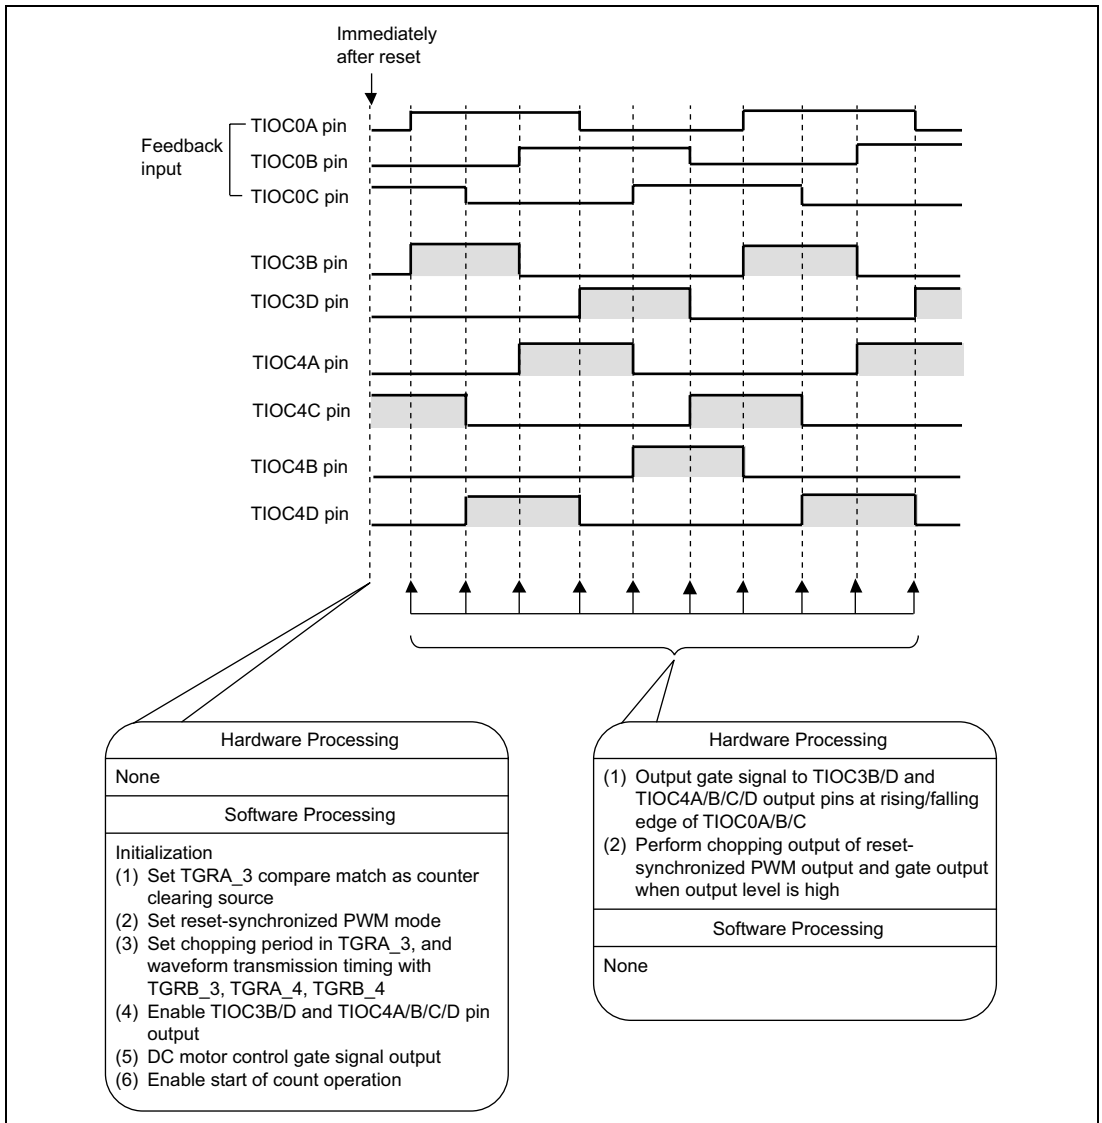 Immediately
after reset
Feedback
input
TIOC0A pin
TIOC0B pin
TIOC0C pin
TIOC3B pin
TIOC3D pin
TIOC4A pin
TIOC4C pin
TIOC4B pin
TIOC4D pin
Hardware Processing
None
Software Processing
Initialization
(1) Set TGRA_3 compare match as counter
clearing source
(2) Set reset-synchronized PWM mode
(3) Set chopping period in TGRA_3, and
waveform transmission timing with
TGRB_3, TGRA_4, TGRB_4
(4) Enable TIOC3B/D and TIOC4A/B/C/D pin
output
(5) DC motor control gate signal output
(6) Enable start of count operation
Hardware Processing
(1) Output gate signal to TIOC3B/D and
TIOC4A/B/C/D output pins at rising/falling
edge of TIOC0A/B/C
(2) Perform chopping output of reset-
synchronized PWM output and gate output
when output level is high
Software Processing
None